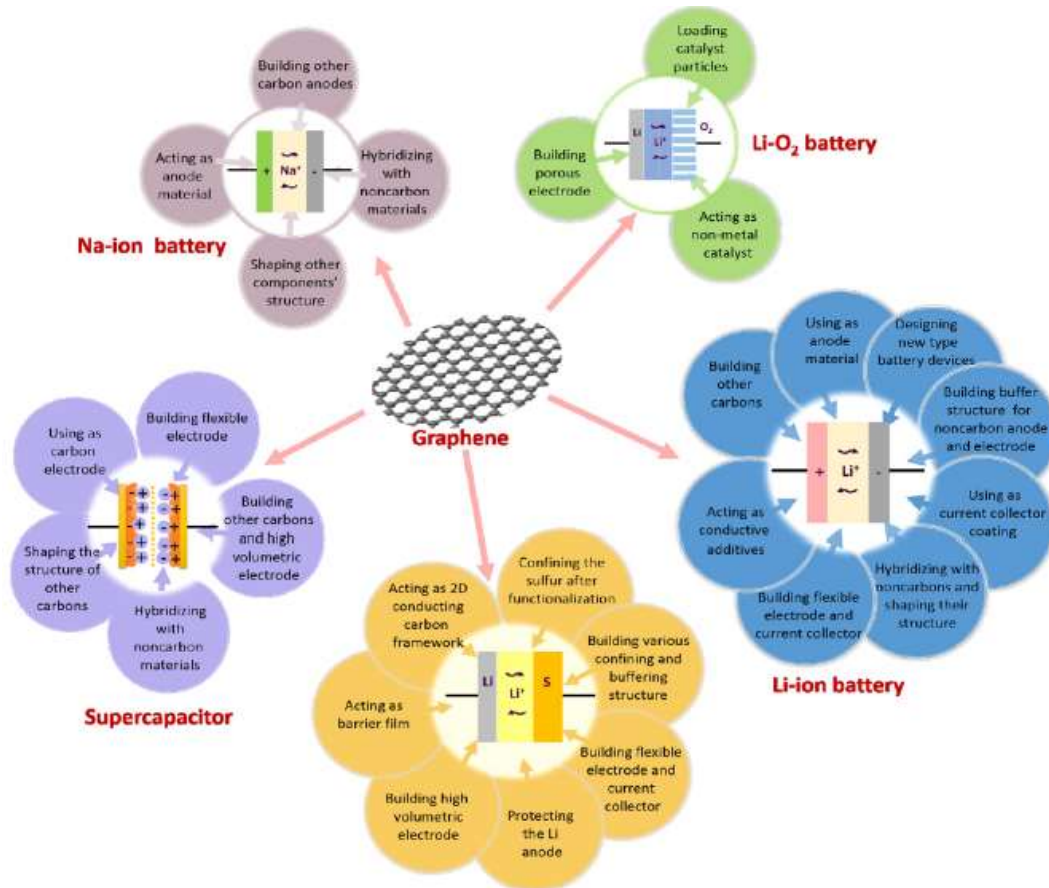 Building other
carbon anodes
Acting as
anode
material
Hybridizing
with
noncarbon
materials
Shaping other
components'
structure
+
Na+
-
Na-ion battery
Loading
catalyst
particles
Building
porous
electrode
Acting as
non-metal
catalyst
Li
Li+
O2
Li-O2 battery
Graphene
Using as
anode
material
Designing
new type
battery devices
Building
other
carbons
Building buffer
structure for
noncarbon anode
and electrode
Acting as
conductive
additives
Using as
current collector
coating
Building flexible
electrode and
current collector
Hybridizing with
noncarbons and
shaping their
structure
+
Li+
-
Li-ion battery
Using as
carbon
electrode
Building flexible
electrode
Building
other carbons
and high
volumetric
electrode
Shaping the
structure of
other
carbons
Hybridizing
with
noncarbon
materials
Supercapacitor
Acting as 2D
conducting
carbon
framework
Confining the
sulfur after
functionalization
Building various
confining and
buffering
structure
Acting as
barrier film
Building flexible
electrode and
current
collector
Building high
volumetric
electrode
Protecting
the Li
anode
Li
Li+
S